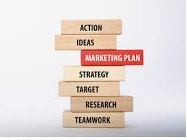 ACTION
IDEAS
MARKETING PLAN
STRATEGY
TARGET
RESEARCH
TEAMWORK